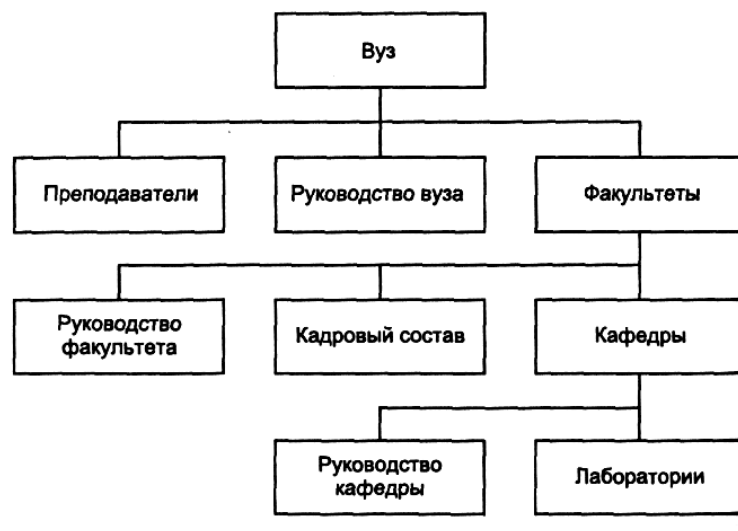 Вуз
Преподаватели
Руководство вуза
Факультеты
Руководство
факультета
Кадровый состав
Кафедры
Руководство
кафедры
Лаборатории